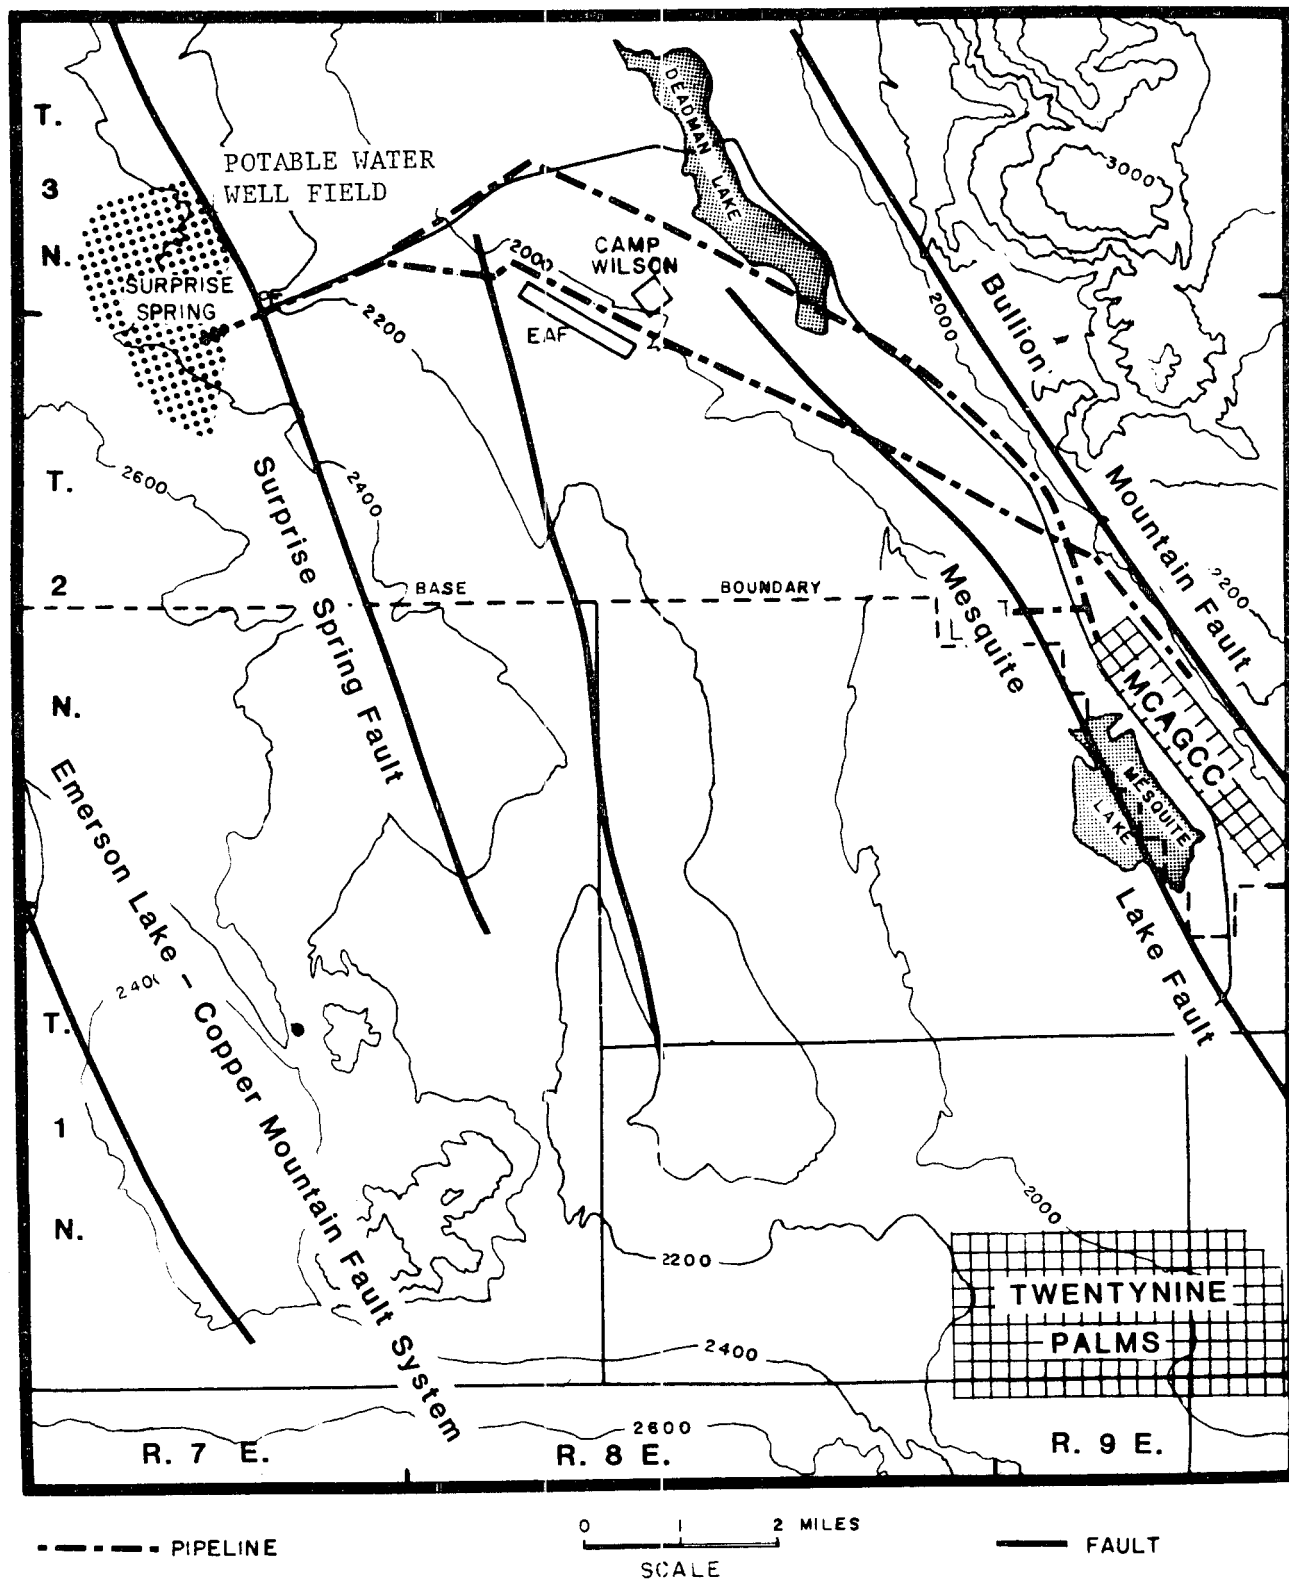 T.
3
N.
POTABLE WATER
WELL FIELD
DEADMAN
LAKE
3000
SURPRISE
SPRING
2000
CAMP
WILSON
EAF
2200
2000
Bullion
Mountain Fault
2200
T.
2
N.
2600
2400
Surprise Spring Fault
BASE
BOUNDARY
Mesquite
Lake Fault
MCAGCC
MESQUITE
LAKE
Emerson Lake - Copper Mountain Fault System
240
T.
1
N.
2000
2200
TWENTYNINE
PALMS
2400
2600
R. 7 E.
R. 8 E.
R. 9 E.
PIPELINE
0 1 2 MILES
SCALE
FAULT